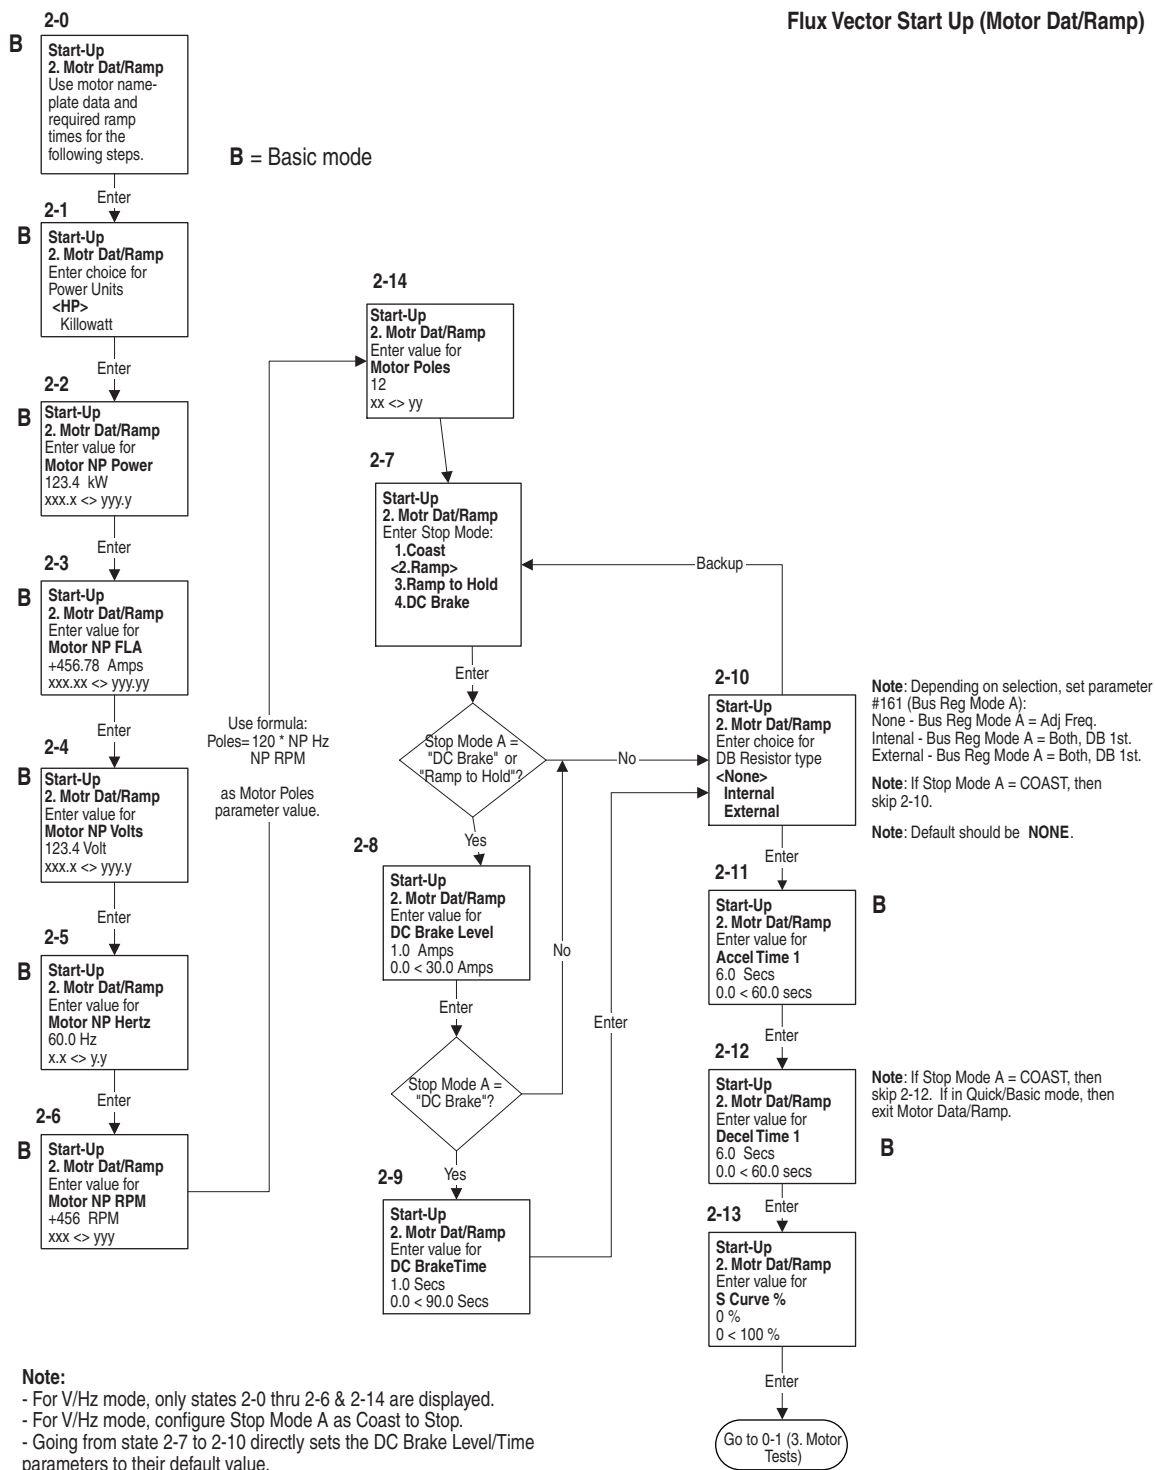 Flux Vector Start Up (Motor Dat/Ramp)
2-0
B
Start-Up
2. Motr Dat/Ramp
Use motor name-
plate data and
required ramp
times for the
following steps.
B = Basic mode
Enter
2-1
B
Start-Up
2. Motr Dat/Ramp
Enter choice for
Power Units
<HP>
Killowatt
Enter
2-2
B
Start-Up
2. Motr Dat/Ramp
Enter value for
Motor NP Power
123.4 kW
xxx.x <> yyy.y
Enter
2-3
B
Start-Up
2. Motr Dat/Ramp
Enter value for
Motor NP FLA
+456.78 Amps
xxx.xx <> yyy.yy
Enter
2-4
B
Start-Up
2. Motr Dat/Ramp
Enter value for
Motor NP Volts
123.4 Volt
xxx.x <> yyy.y
Enter
2-5
B
Start-Up
2. Motr Dat/Ramp
Enter value for
Motor NP Hertz
60.0 Hz
x.x <> y.y
Enter
2-6
B
Start-Up
2. Motr Dat/Ramp
Enter value for
Motor NP RPM
+456 RPM
xxx <> yyy
Use formula:
Poles= 120 * NP Hz
NP RPM
as Motor Poles
parameter value.
2-14
Start-Up
2. Motr Dat/Ramp
Enter value for
Motor Poles
12
xx <> yy
2-7
Start-Up
2. Motr Dat/Ramp
Enter Stop Mode:
1.Coast
<2.Ramp>
3.Ramp to Hold
4.DC Brake
Backup
Enter
Stop Mode A =
"DC Brake" or
"Ramp to Hold"?
No
Yes
2-8
Start-Up
2. Motr Dat/Ramp
Enter value for
DC Brake Level
1.0 Amps
0.0 < 30.0 Amps
No
Enter
Stop Mode A =
"DC Brake"?
Yes
2-9
Start-Up
2. Motr Dat/Ramp
Enter value for
DC BrakeTime
1.0 Secs
0.0 < 90.0 Secs
Enter
2-10
Start-Up
2. Motr Dat/Ramp
Enter choice for
DB Resistor type
<None>
Internal
External
Note: Depending on selection, set parameter
#161 (Bus Reg Mode A):
None - Bus Reg Mode A = Adj Freq.
Intenal - Bus Reg Mode A = Both, DB 1st.
External - Bus Reg Mode A = Both, DB 1st.
Note: If Stop Mode A = COAST, then
skip 2-10.
Note: Default should be NONE.
Enter
2-11
B
Start-Up
2. Motr Dat/Ramp
Enter value for
Accel Time 1
6.0 Secs
0.0 < 60.0 secs
Enter
2-12
Start-Up
2. Motr Dat/Ramp
Enter value for
Decel Time 1
6.0 Secs
0.0 < 60.0 secs
Note: If Stop Mode A = COAST, then
skip 2-12. If in Quick/Basic mode, then
exit Motor Data/Ramp.
B
Enter
2-13
Start-Up
2. Motr Dat/Ramp
Enter value for
S Curve %
0 %
0 < 100 %
Enter
Go to 0-1 (3. Motor
Tests)
Note:
- For V/Hz mode, only states 2-0 thru 2-6 & 2-14 are displayed.
- For V/Hz mode, configure Stop Mode A as Coast to Stop.
- Going from state 2-7 to 2-10 directly sets the DC Brake Level/Time
parameters to their default value.